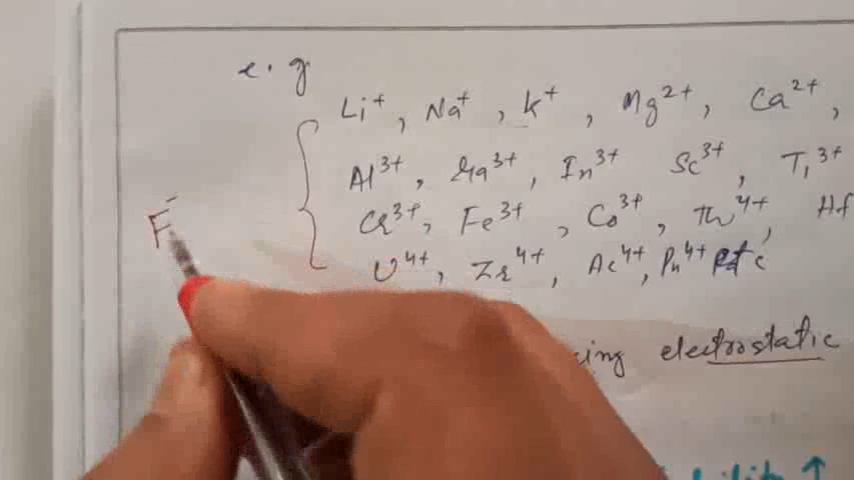 e.g
Li⁺, Na⁺, K⁺, Mg²⁺, Ca²⁺,
Al³⁺, Ga³⁺, In³⁺ Sc³⁺, Ti³⁺
Cr³⁺, Fe³⁺, Co³⁺, Th⁴⁺, Hf
F⁻
U⁴⁺, Zr⁴⁺, Ac⁴⁺, Pu⁴⁺ etc
electrostatic